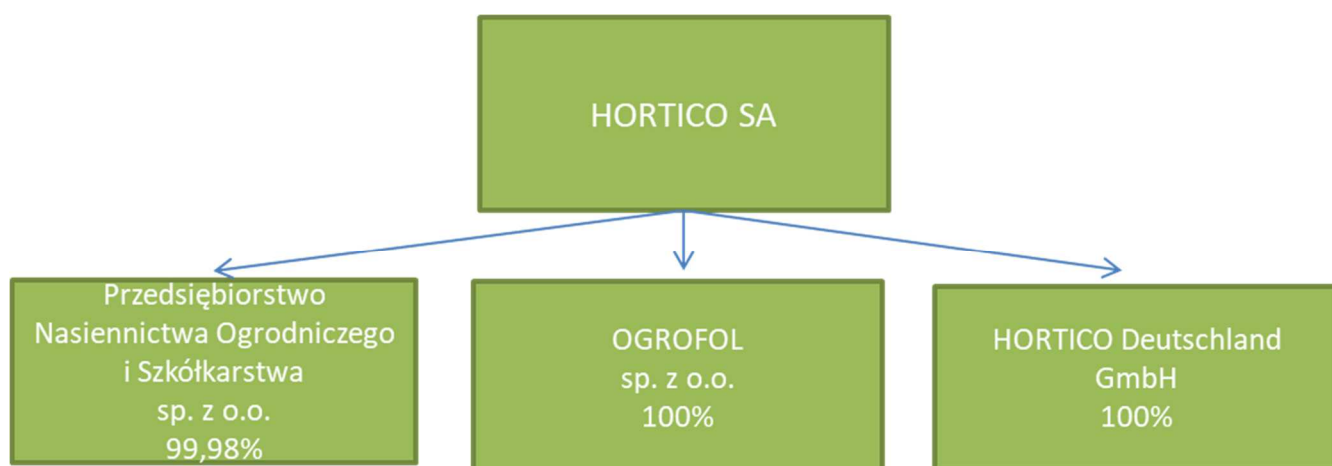 HORTICO SA
Przedsiębiorstwo
Nasiennictwa Ogrodniczego
i Szkółkarstwa
sp. z o.o.
99,98%
OGROFOL
sp. z o.o.
100%
HORTICO Deutschland
GmbH
100%